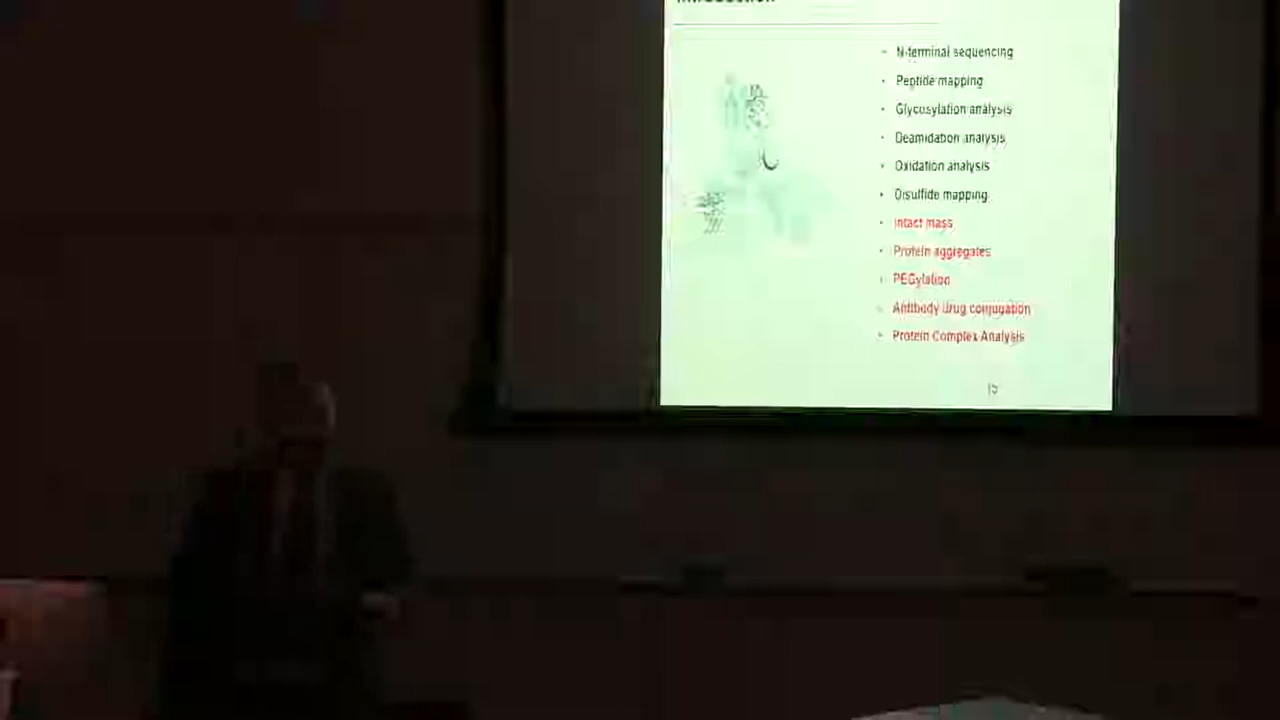 Introduction
N-terminal sequencing
Peptide mapping
Glycosylation analysis
Deamidation analysis
Oxidation analysis
Disulfide mapping
Intact mass
Protein aggregates
PEGylation
Antibody drug conjugation
Protein Complex Analysis